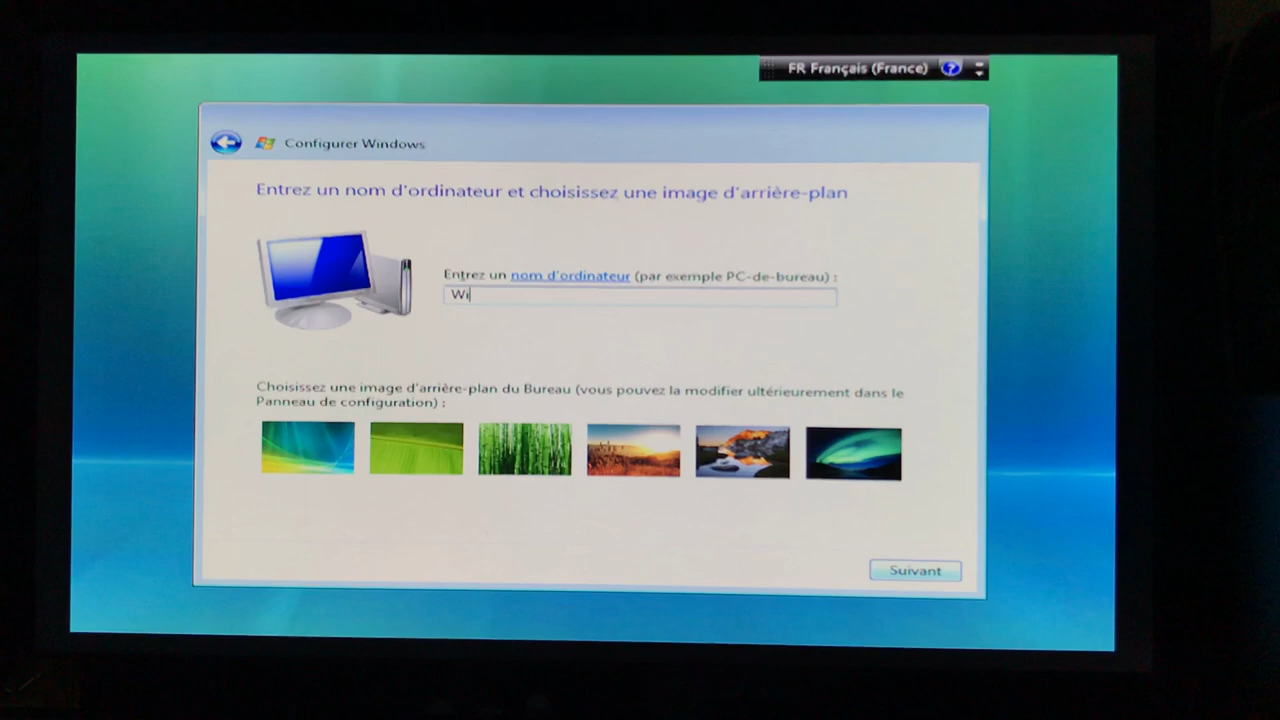 FR Français (France)
Configurer Windows
Entrez un nom d'ordinateur et choisissez une image d'arrière-plan
Entrez un nom d'ordinateur (par exemple PC-de-bureau) :
Wi
Choisissez une image d'arrière-plan du Bureau (vous pouvez la modifier ultérieurement dans le
Panneau de configuration) :
Suivant